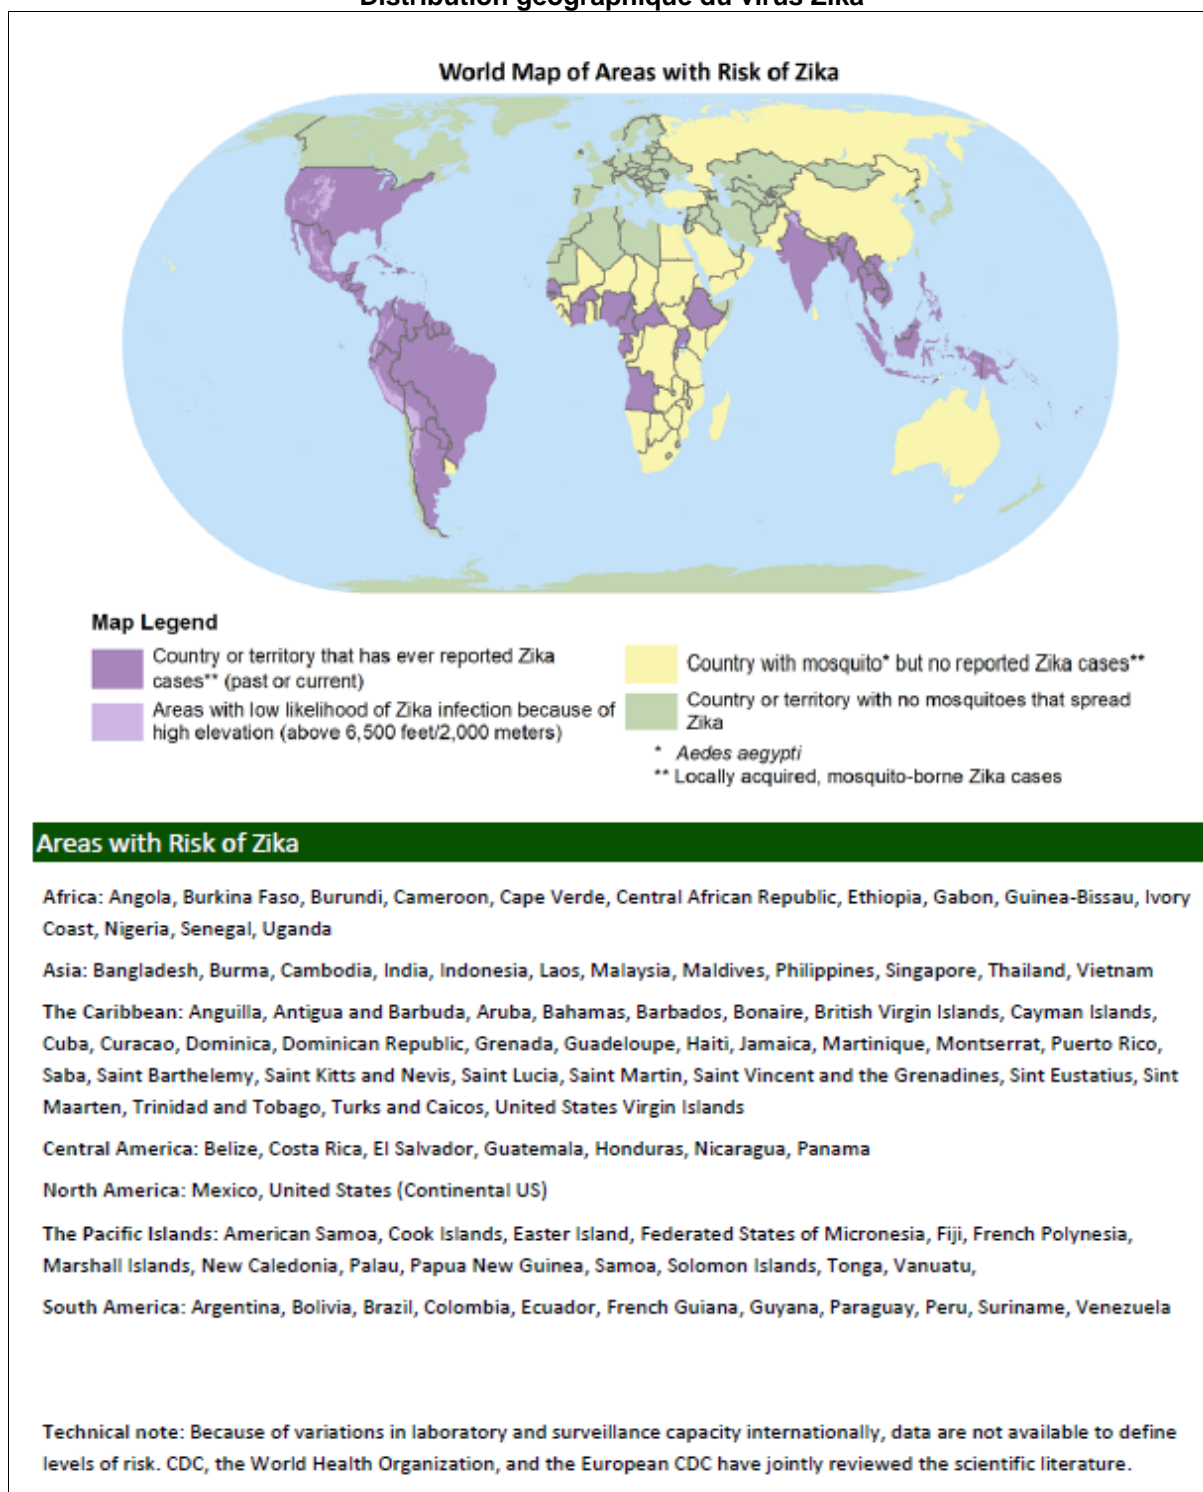 Distribution géographique du virus Zika
World Map of Areas with Risk of Zika
Map Legend
Country or territory that has ever reported Zika
cases** (past or current)
Areas with low likelihood of Zika infection because of
high elevation (above 6,500 feet/2,000 meters)
Country with mosquito* but no reported Zika cases**
Country or territory with no mosquitoes that spread
Zika
* Aedes aegypti
** Locally acquired, mosquito-borne Zika cases
Areas with Risk of Zika
Africa: Angola, Burkina Faso, Burundi, Cameroon, Cape Verde, Central African Republic, Ethiopia, Gabon, Guinea-Bissau, Ivory
Coast, Nigeria, Senegal, Uganda
Asia: Bangladesh, Burma, Cambodia, India, Indonesia, Laos, Malaysia, Maldives, Philippines, Singapore, Thailand, Vietnam
The Caribbean: Anguilla, Antigua and Barbuda, Aruba, Bahamas, Barbados, Bonaire, British Virgin Islands, Cayman Islands,
Cuba, Curacao, Dominica, Dominican Republic, Grenada, Guadeloupe, Haiti, Jamaica, Martinique, Montserrat, Puerto Rico,
Saba, Saint Barthelemy, Saint Kitts and Nevis, Saint Lucia, Saint Martin, Saint Vincent and the Grenadines, Sint Eustatius, Sint
Maarten, Trinidad and Tobago, Turks and Caicos, United States Virgin Islands
Central America: Belize, Costa Rica, El Salvador, Guatemala, Honduras, Nicaragua, Panama
North America: Mexico, United States (Continental US)
The Pacific Islands: American Samoa, Cook Islands, Easter Island, Federated States of Micronesia, Fiji, French Polynesia,
Marshall Islands, New Caledonia, Palau, Papua New Guinea, Samoa, Solomon Islands, Tonga, Vanuatu,
South America: Argentina, Bolivia, Brazil, Colombia, Ecuador, French Guiana, Guyana, Paraguay, Peru, Suriname, Venezuela
Technical note: Because of variations in laboratory and surveillance capacity internationally, data are not available to define
levels of risk. CDC, the World Health Organization, and the European CDC have jointly reviewed the scientific literature.